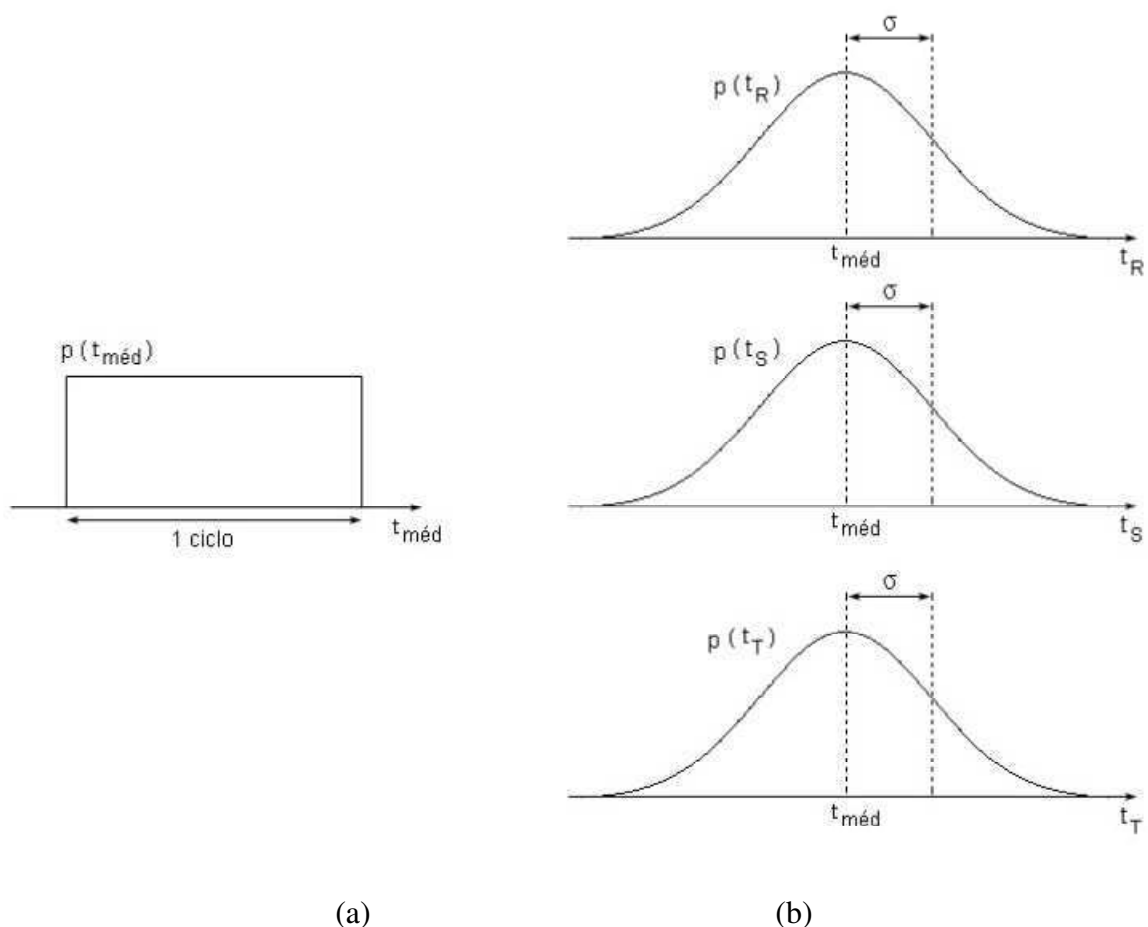 σ
p(t_R)
t_méd
t_R
σ
p(t_S)
t_méd
t_S
p(t_méd)
1 ciclo
t_méd
σ
p(t_T)
t_méd
t_T
(a)
(b)